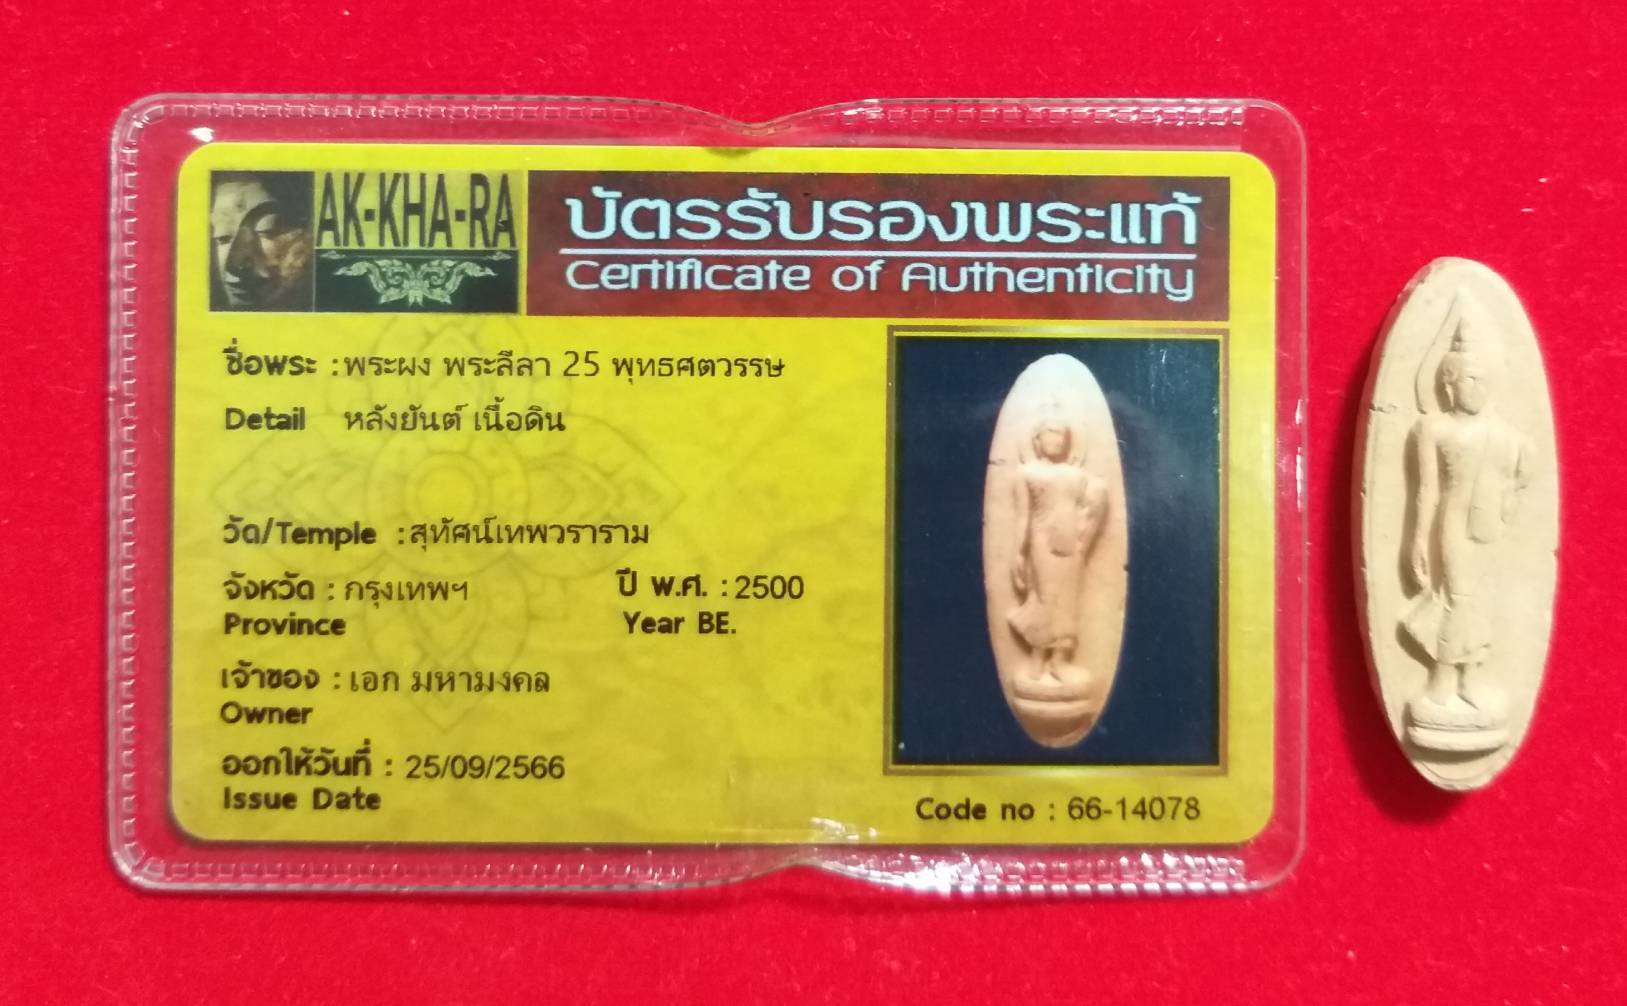 AK-KHA-RA
บัตรรับรองพระแท้
Certificate of Authenticity
ชื่อพระ : พระผง พระลีลา 25 พุทธศตวรรษ
Detail หลังยันต์ เนื้อดิน
วัด/Temple : สุทัศน์เทพวราราม
จังหวัด : กรุงเทพฯ ปี พ.ศ. : 2500
Province Year BE.
เจ้าของ : เอก มหามงคล
Owner
ออกให้วันที่ : 25/09/2566
Issue Date
Code no : 66-14078